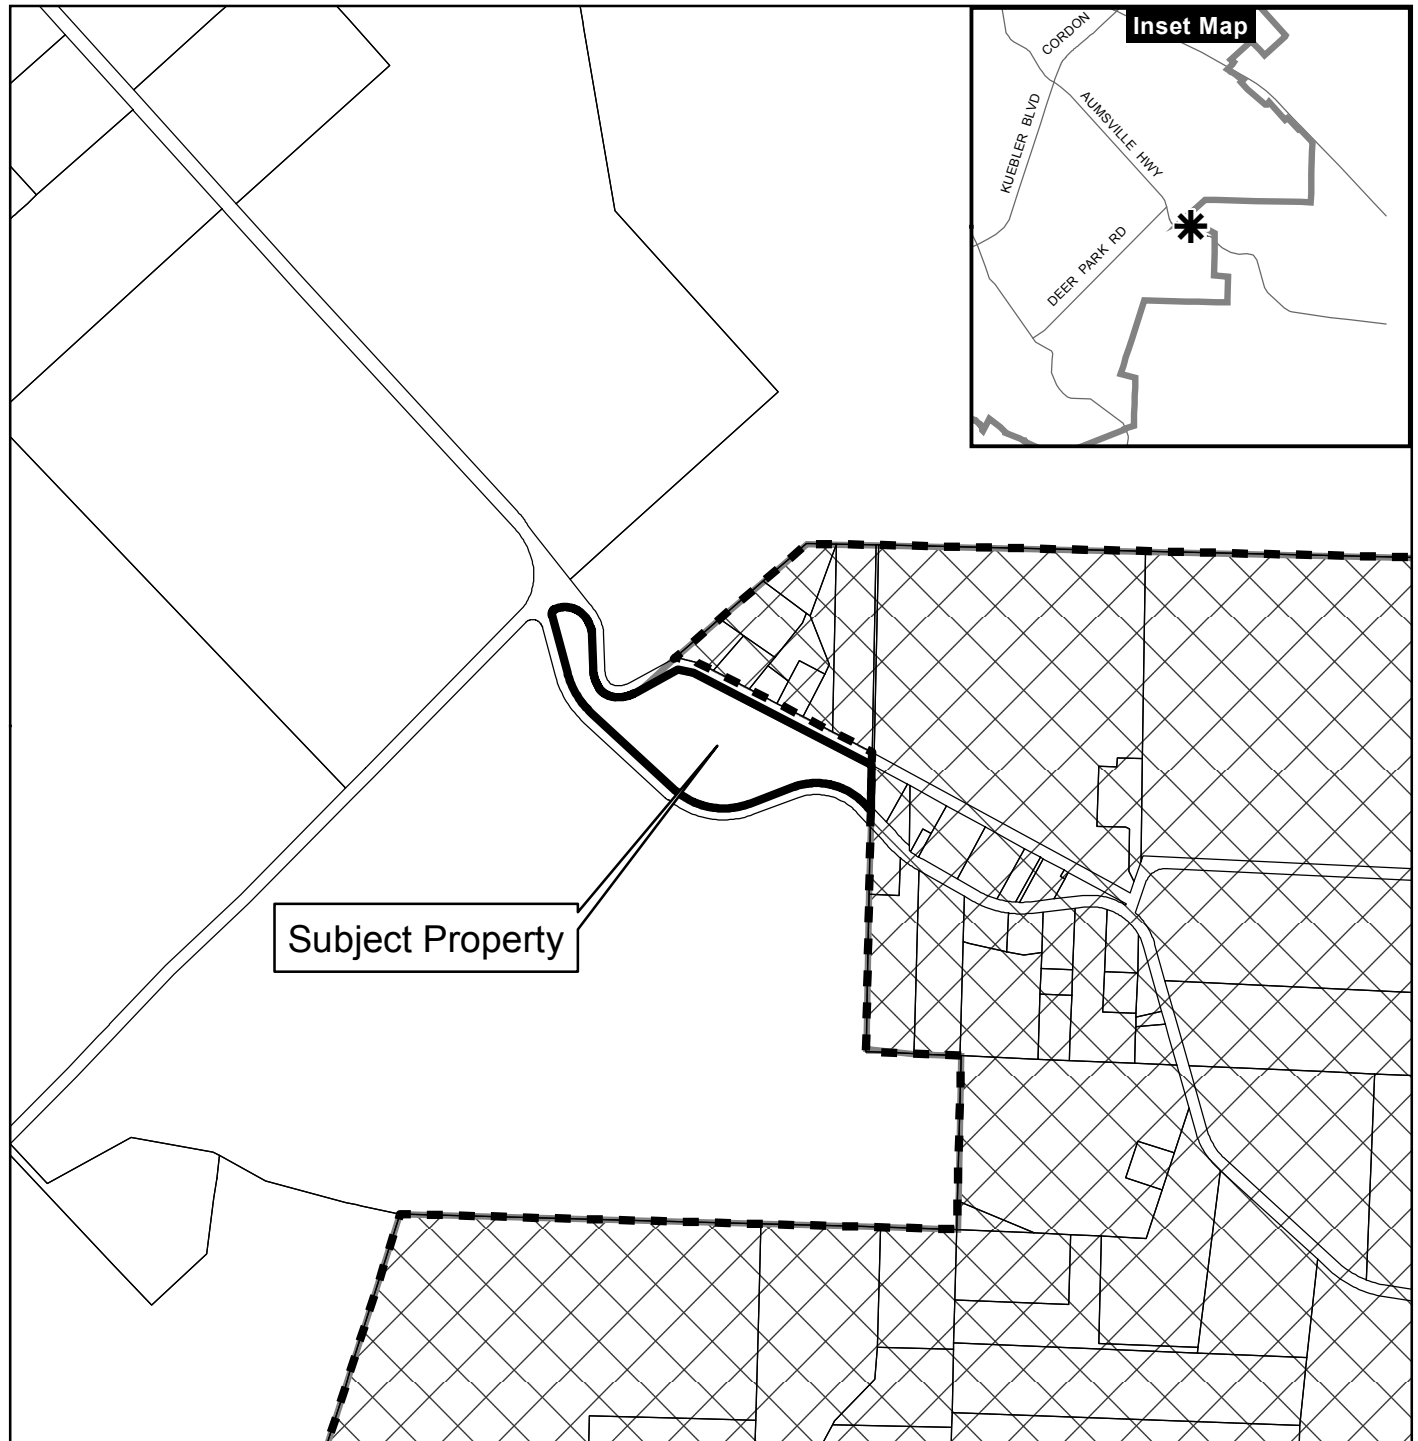 Inset Map
CORDON
KUEBLER BLVD
AUMSVILLE HWY
DEER PARK RD
Subject Property